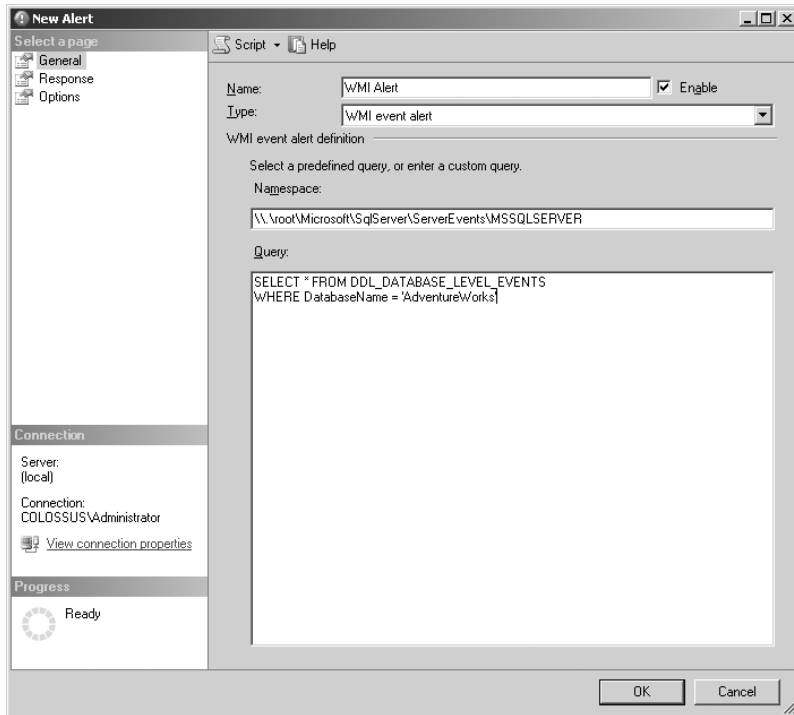 New Alert
Select a page
General
Response
Options
Script Help
Name: WMI Alert Enable
Type: WMI event alert
WMI event alert definition
Select a predefined query, or enter a custom query.
Namespace:
\\.\root\Microsoft\SqlServer\ServerEvents\MSSQLSERVER
Query:
SELECT * FROM DDL_DATABASE_LEVEL_EVENTS
WHERE DatabaseName = 'AdventureWorks'
Connection
Server:
(local)
Connection:
COLOSSUS\Administrator
View connection properties
Progress
Ready
OK Cancel